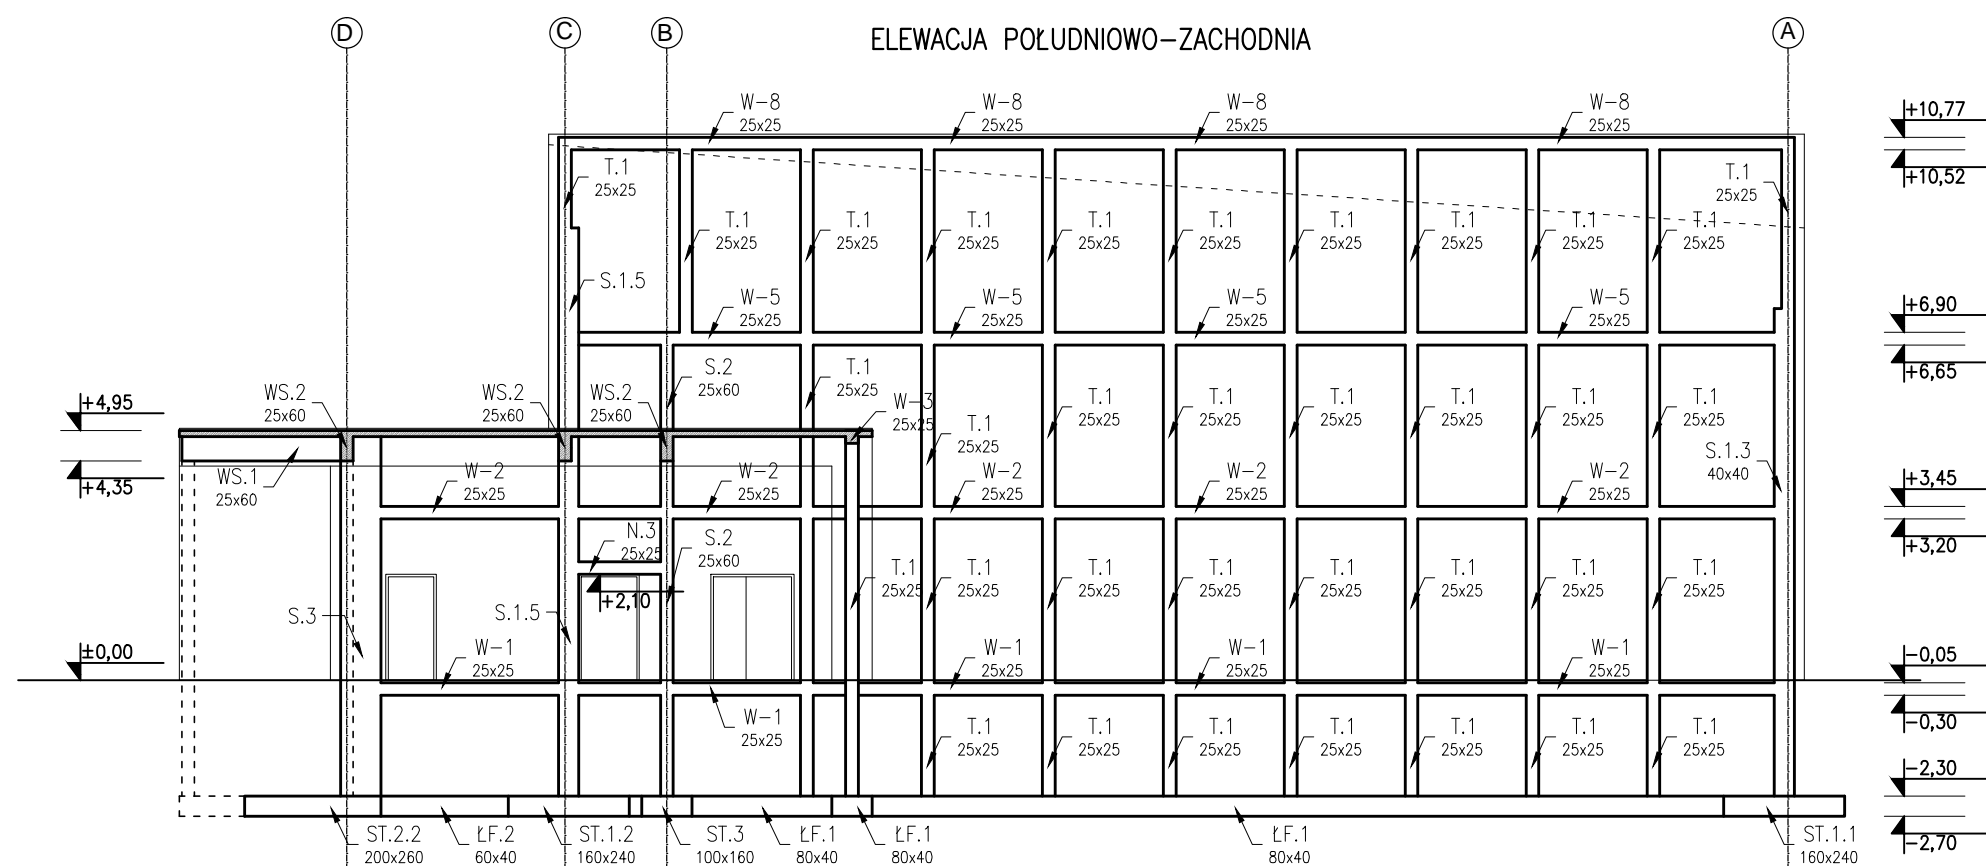 D
C
B
ELEWACJA POŁUDNIOWO-ZACHODNIA
A
W-8
25x25
W-8
25x25
W-8
25x25
W-8
25x25
+10,77
+10,52
T.1
25x25
T.1
25x25
T.1
25x25
T.1
25x25
T.1
25x25
T.1
25x25
T.1
25x25
T.1
25x25
T.1
25x25
T.1
25x25
T.1
25x25
S.1.5
W-5
25x25
W-5
25x25
W-5
25x25
W-5
25x25
+6,90
+6,65
S.2
25x60
T.1
25x25
WS.2
25x60
WS.2
25x60
WS.2
25x60
W-3
25x25
T.1
25x25
T.1
25x25
T.1
25x25
T.1
25x25
T.1
25x25
T.1
25x25
T.1
25x25
+4,95
+4,35
WS.1
25x60
W-2
25x25
W-2
25x25
W-2
25x25
W-2
25x25
W-2
25x25
S.1.3
40x40
+3,45
+3,20
N.3
25x25
S.2
25x60
+2,10
T.1
25x25
T.1
25x25
T.1
25x25
T.1
25x25
T.1
25x25
T.1
25x25
T.1
25x25
T.1
25x25
S.3
S.1.5
±0,00
W-1
25x25
W-1
25x25
W-1
25x25
W-1
25x25
-0,05
-0,30
W-1
25x25
T.1
25x25
T.1
25x25
T.1
25x25
T.1
25x25
T.1
25x25
T.1
25x25
T.1
25x25
-2,30
-2,70
ST.2.2
200x260
ŁF.2
60x40
ST.1.2
160x240
ST.3
100x160
ŁF.1
80x40
ŁF.1
80x40
ŁF.1
80x40
ST.1.1
160x240